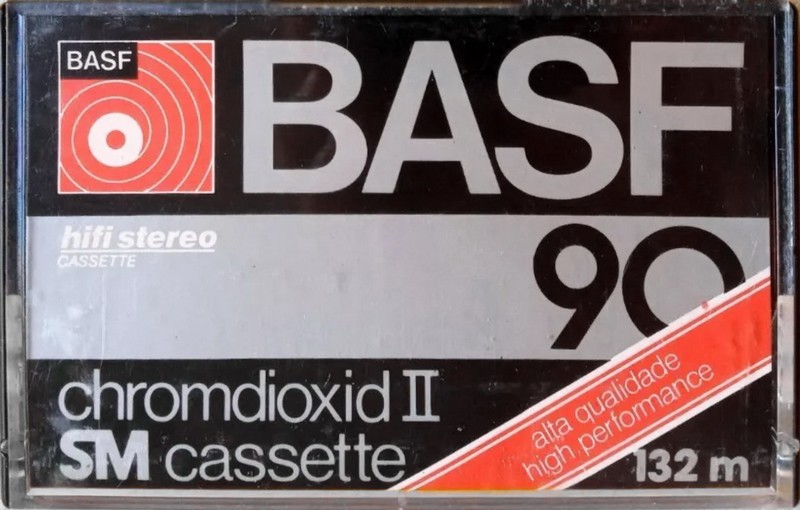 BASF
BASF
hifi stereo
CASSETTE
90
chromdioxid II
SM cassette
alta qualidade
high performance
132 m